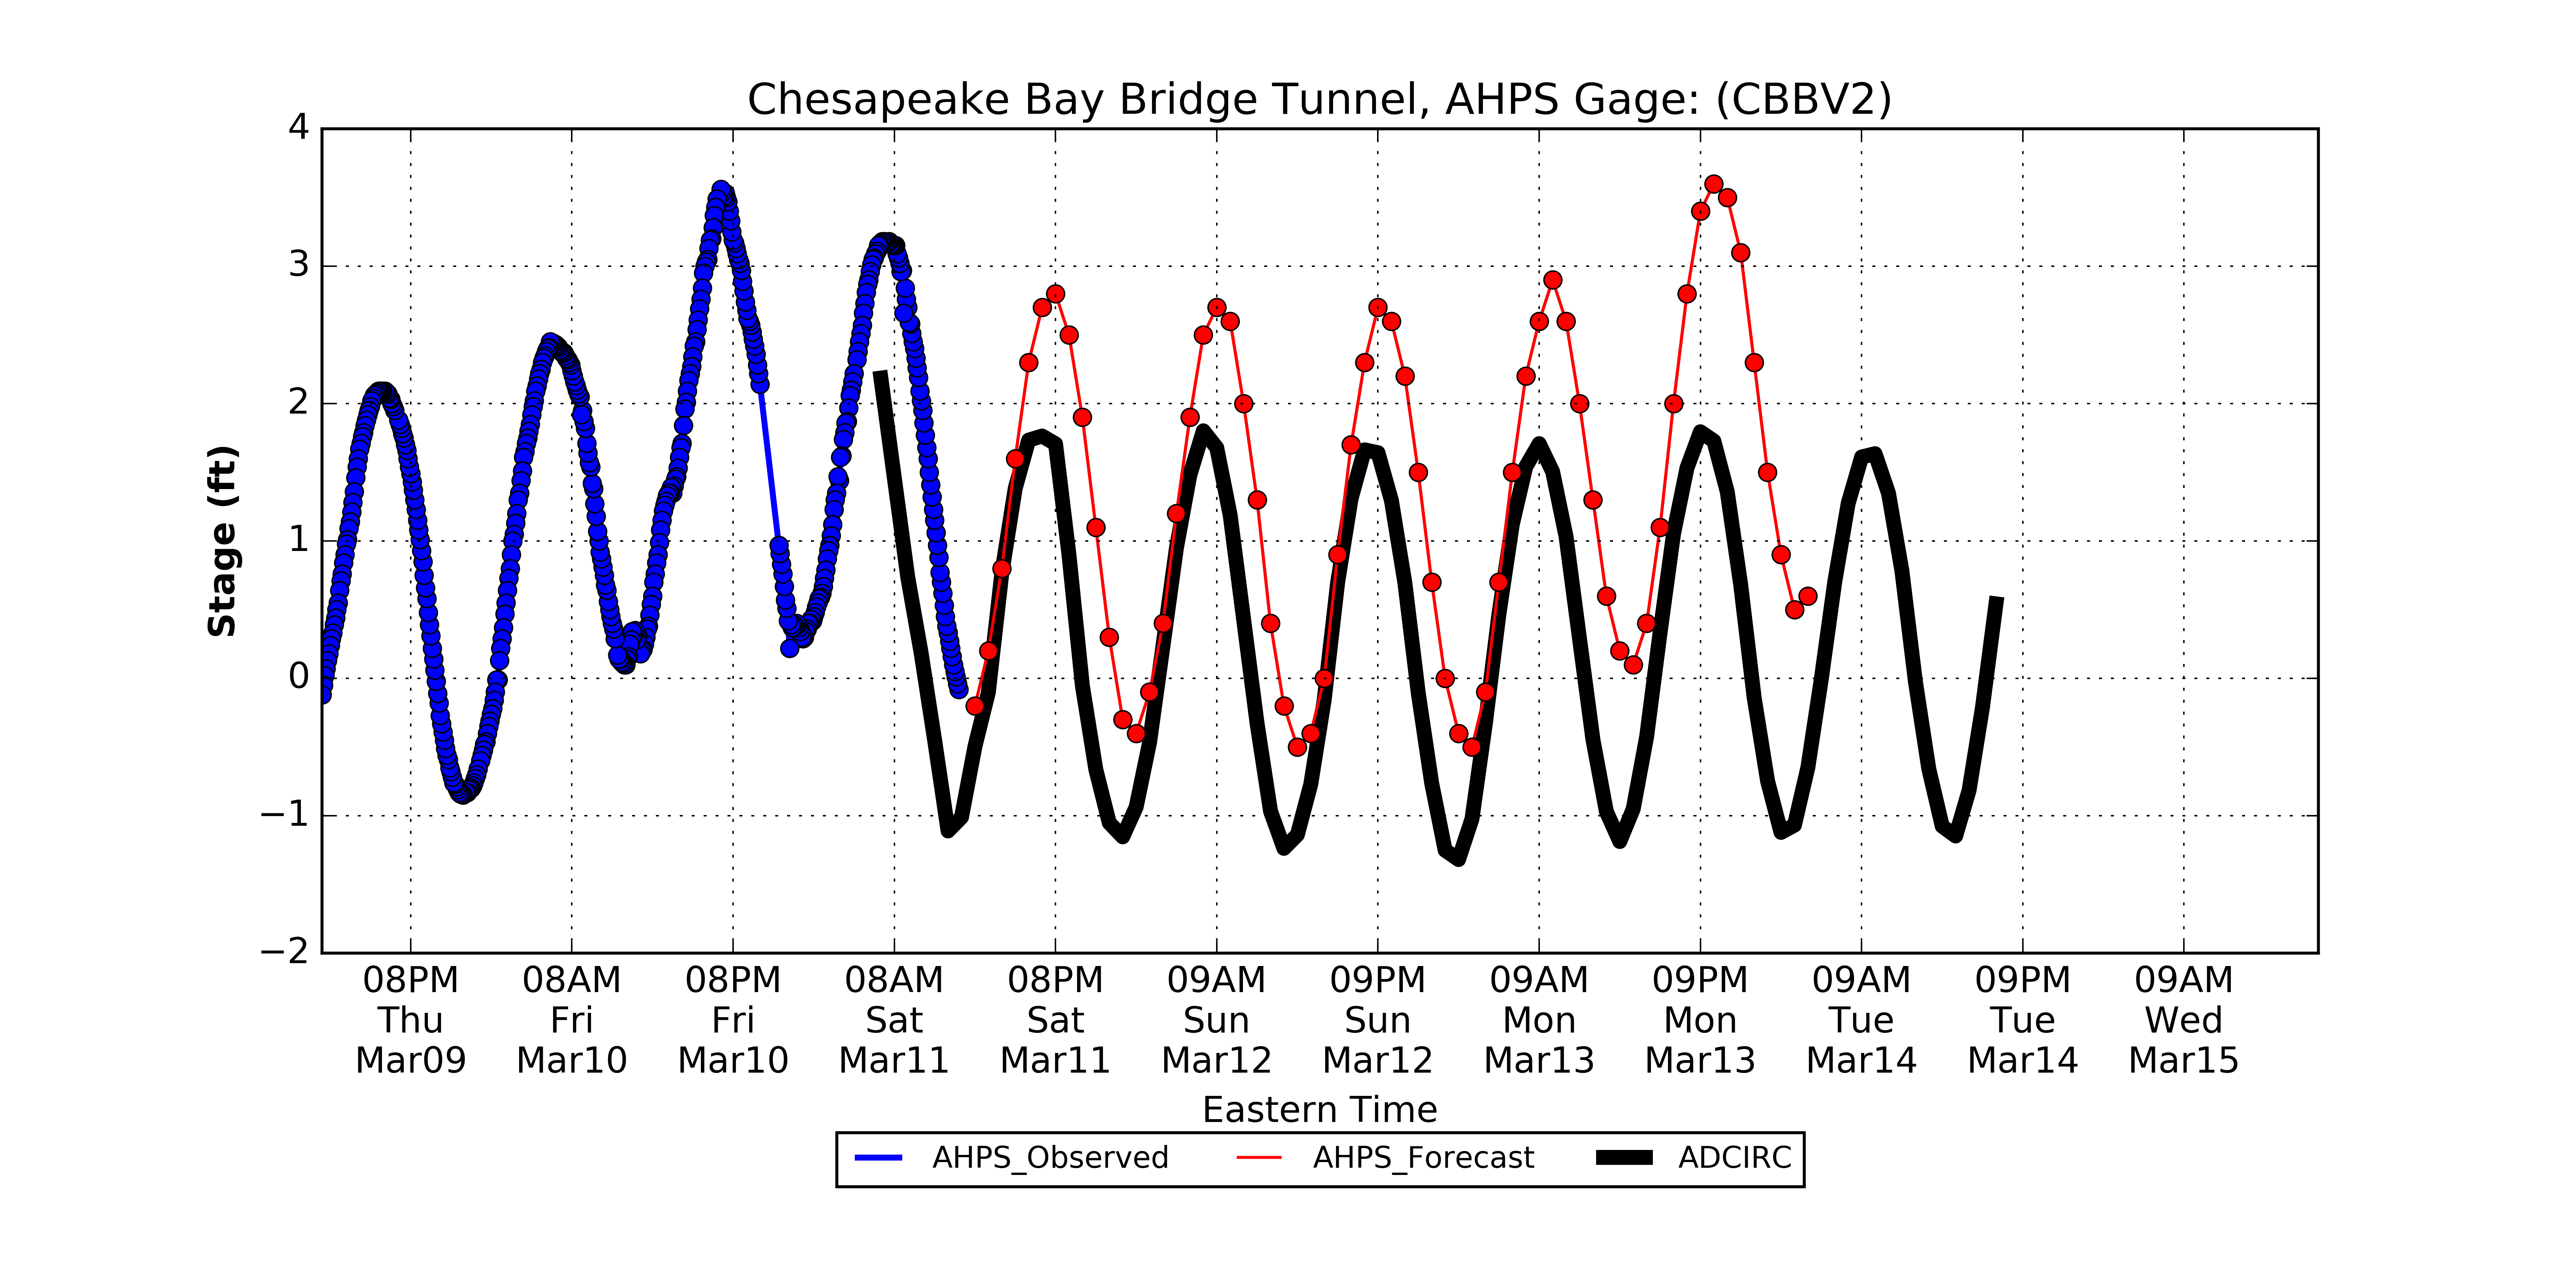 Chesapeake Bay Bridge Tunnel, AHPS Gage: (CBBV2)
4
3
2
1
0
−1
−2
Stage (ft)
08PM 08AM 08PM 08AM 08PM 09AM 09PM 09AM 09PM 09AM 09PM 09AM
Thu Fri Fri Sat Sat Sun Sun Mon Mon Tue Tue Wed
Mar09 Mar10 Mar10 Mar11 Mar11 Mar12 Mar12 Mar13 Mar13 Mar14 Mar14 Mar15
Eastern Time
AHPS_Observed AHPS_Forecast ADCIRC